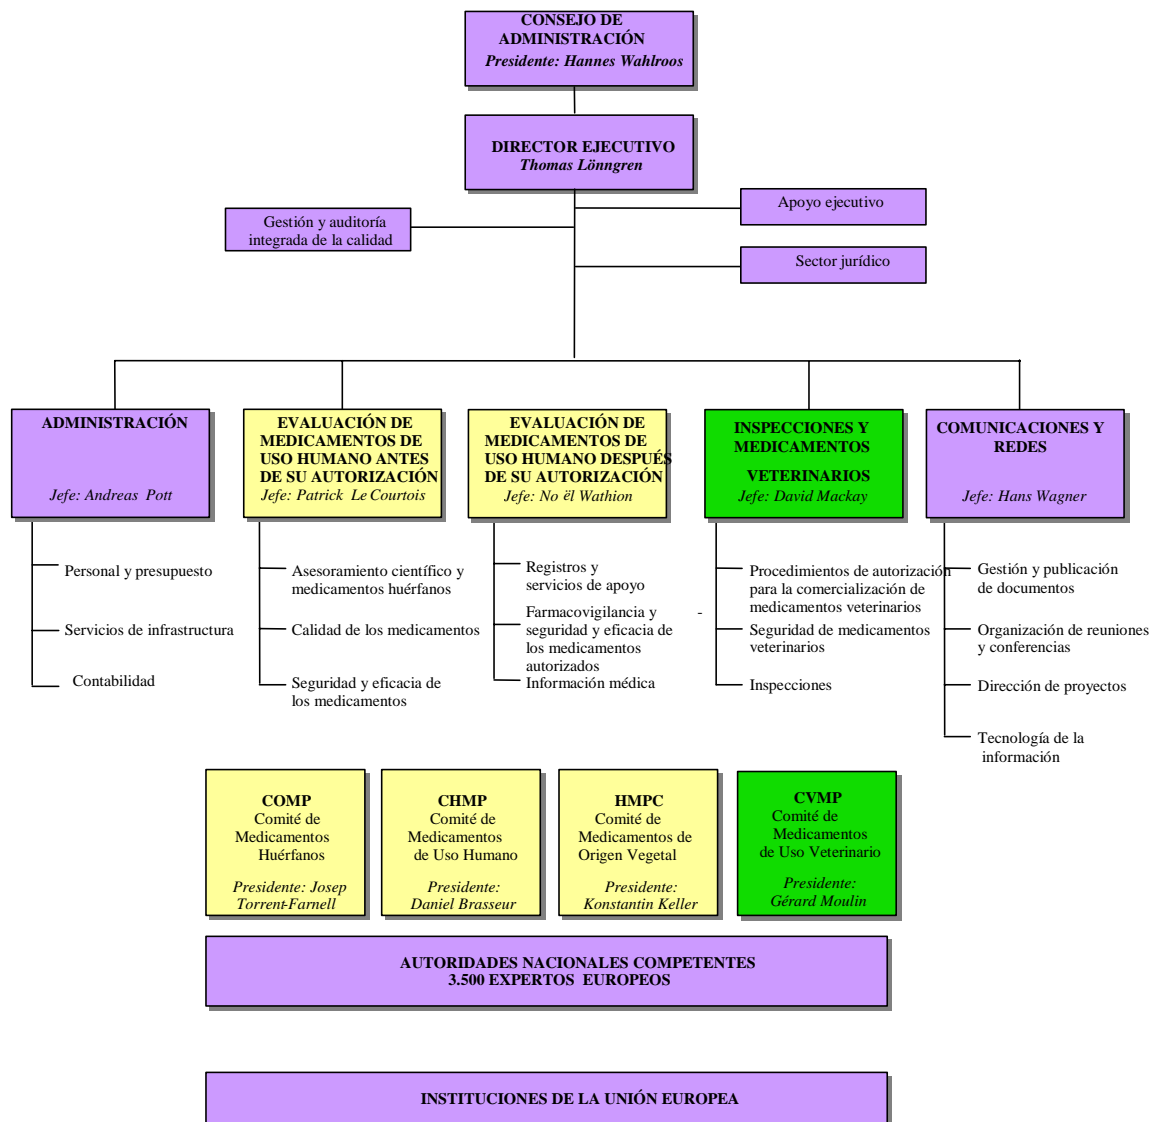 CONSEJO DE
ADMINISTRACIÓN
Presidente: Hannes Wahlroos
DIRECTOR EJECUTIVO
Thomas Lönngren
Gestión y auditoría
integrada de la calidad
Apoyo ejecutivo
Sector jurídico
ADMINISTRACIÓN
Jefe: Andreas Pott
EVALUACIÓN DE
MEDICAMENTOS DE
USO HUMANO ANTES
DE SU AUTORIZACIÓN
Jefe: Patrick Le Courtois
EVALUACIÓN DE
MEDICAMENTOS DE
USO HUMANO DESPUÉS
DE SU AUTORIZACIÓN
Jefe: No ël Wathion
INSPECCIONES Y
MEDICAMENTOS
VETERINARIOS
Jefe: David Mackay
COMUNICACIONES Y
REDES
Jefe: Hans Wagner
Personal y presupuesto
Servicios de infrastructura
Contabilidad
Asesoramiento científico y
medicamentos huérfanos
Calidad de los medicamentos
Seguridad y eficacia de
los medicamentos
Registros y
servicios de apoyo
Farmacovigilancia y -
seguridad y eficacia de
los medicamentos
autorizados
Información médica
Procedimientos de autorización
para la comercialización de
medicamentos veterinarios
Seguridad de medicamentos
veterinarios
Inspecciones
Gestión y publicación
de documentos
Organización de reuniones
y conferencias
Dirección de proyectos
Tecnología de la
información
COMP
Comité de
Medicamentos
Huérfanos
Presidente: Josep
Torrent-Farnell
CHMP
Comité de
Medicamentos
de Uso Humano
Presidente:
Daniel Brasseur
HMPC
Comité de
Medicamentos de
Origen Vegetal
Presidente:
Konstantin Keller
CVMP
Comité de
Medicamentos
de Uso Veterinario
Presidente:
Gérard Moulin
AUTORIDADES NACIONALES COMPETENTES
3.500 EXPERTOS EUROPEOS
INSTITUCIONES DE LA UNIÓN EUROPEA